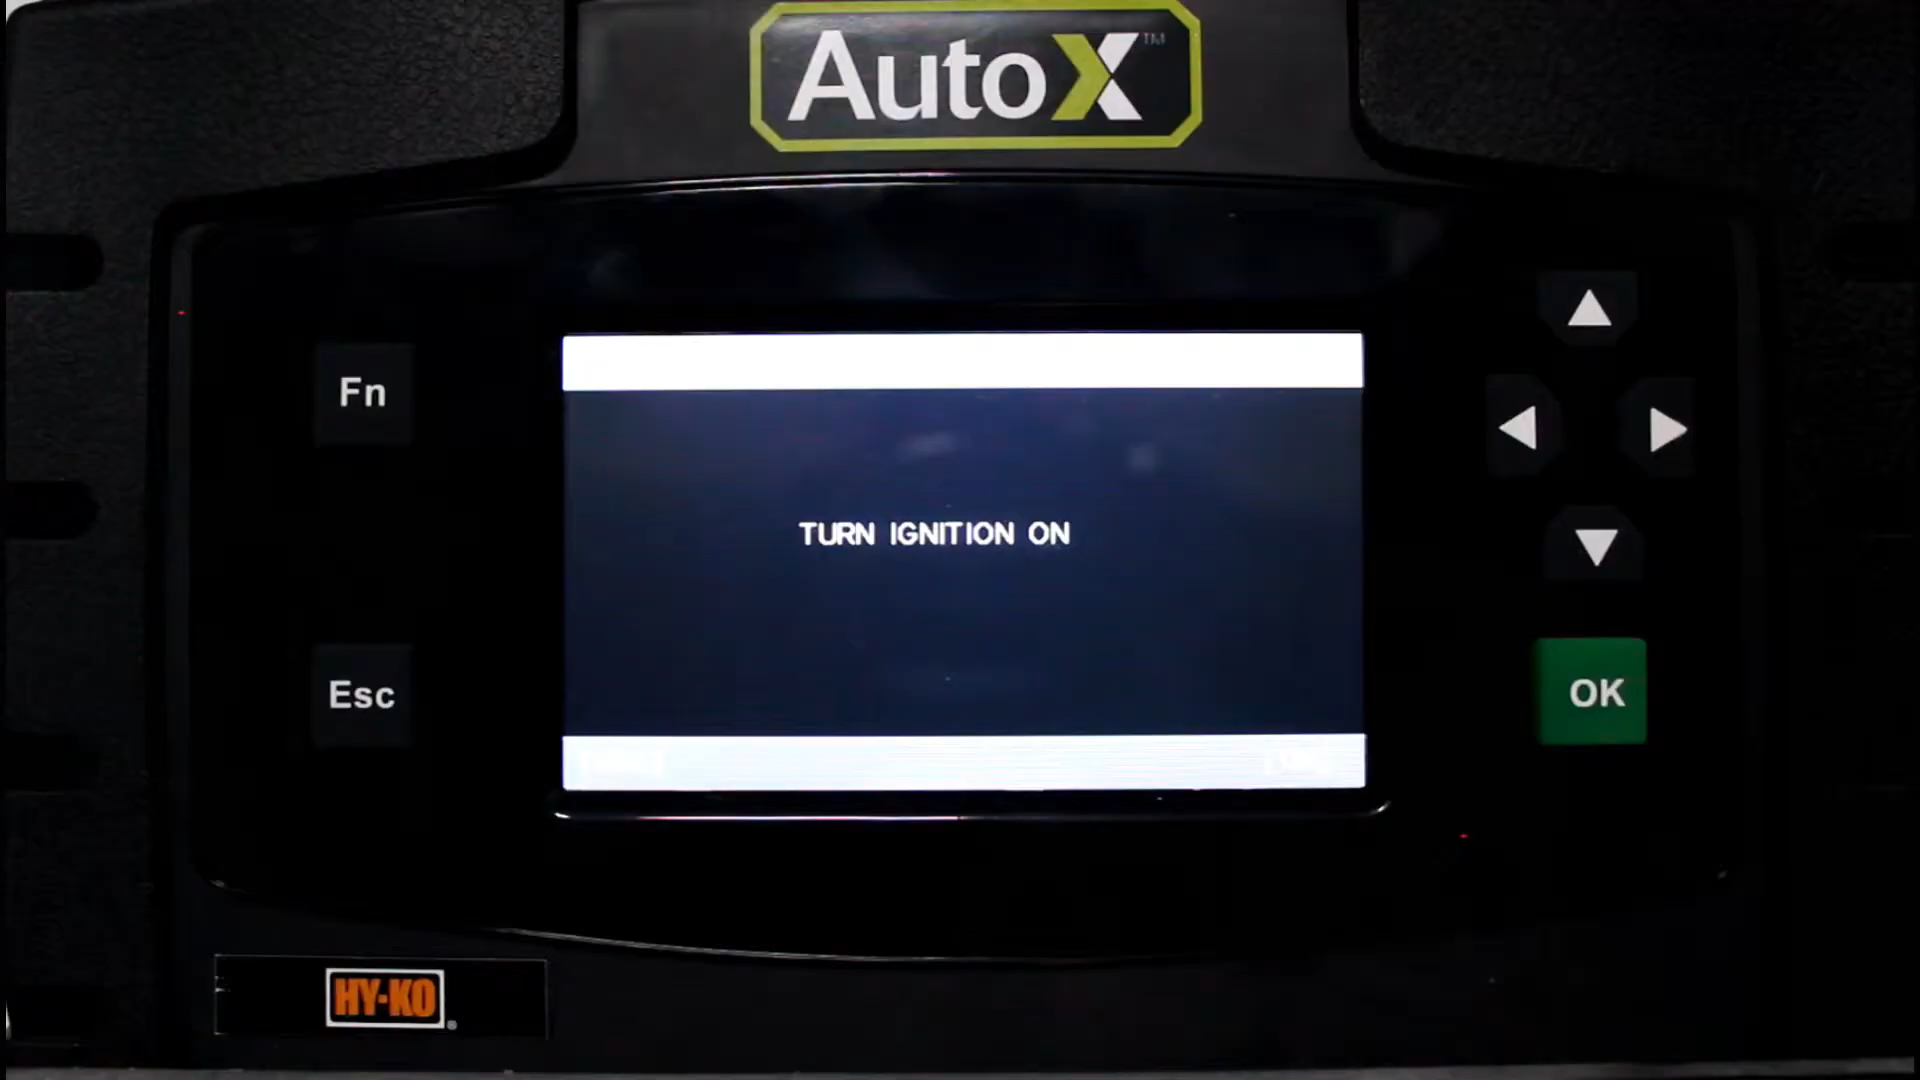 AutoX™
Fn
TURN IGNITION ON
Esc
OK
HY-KO®